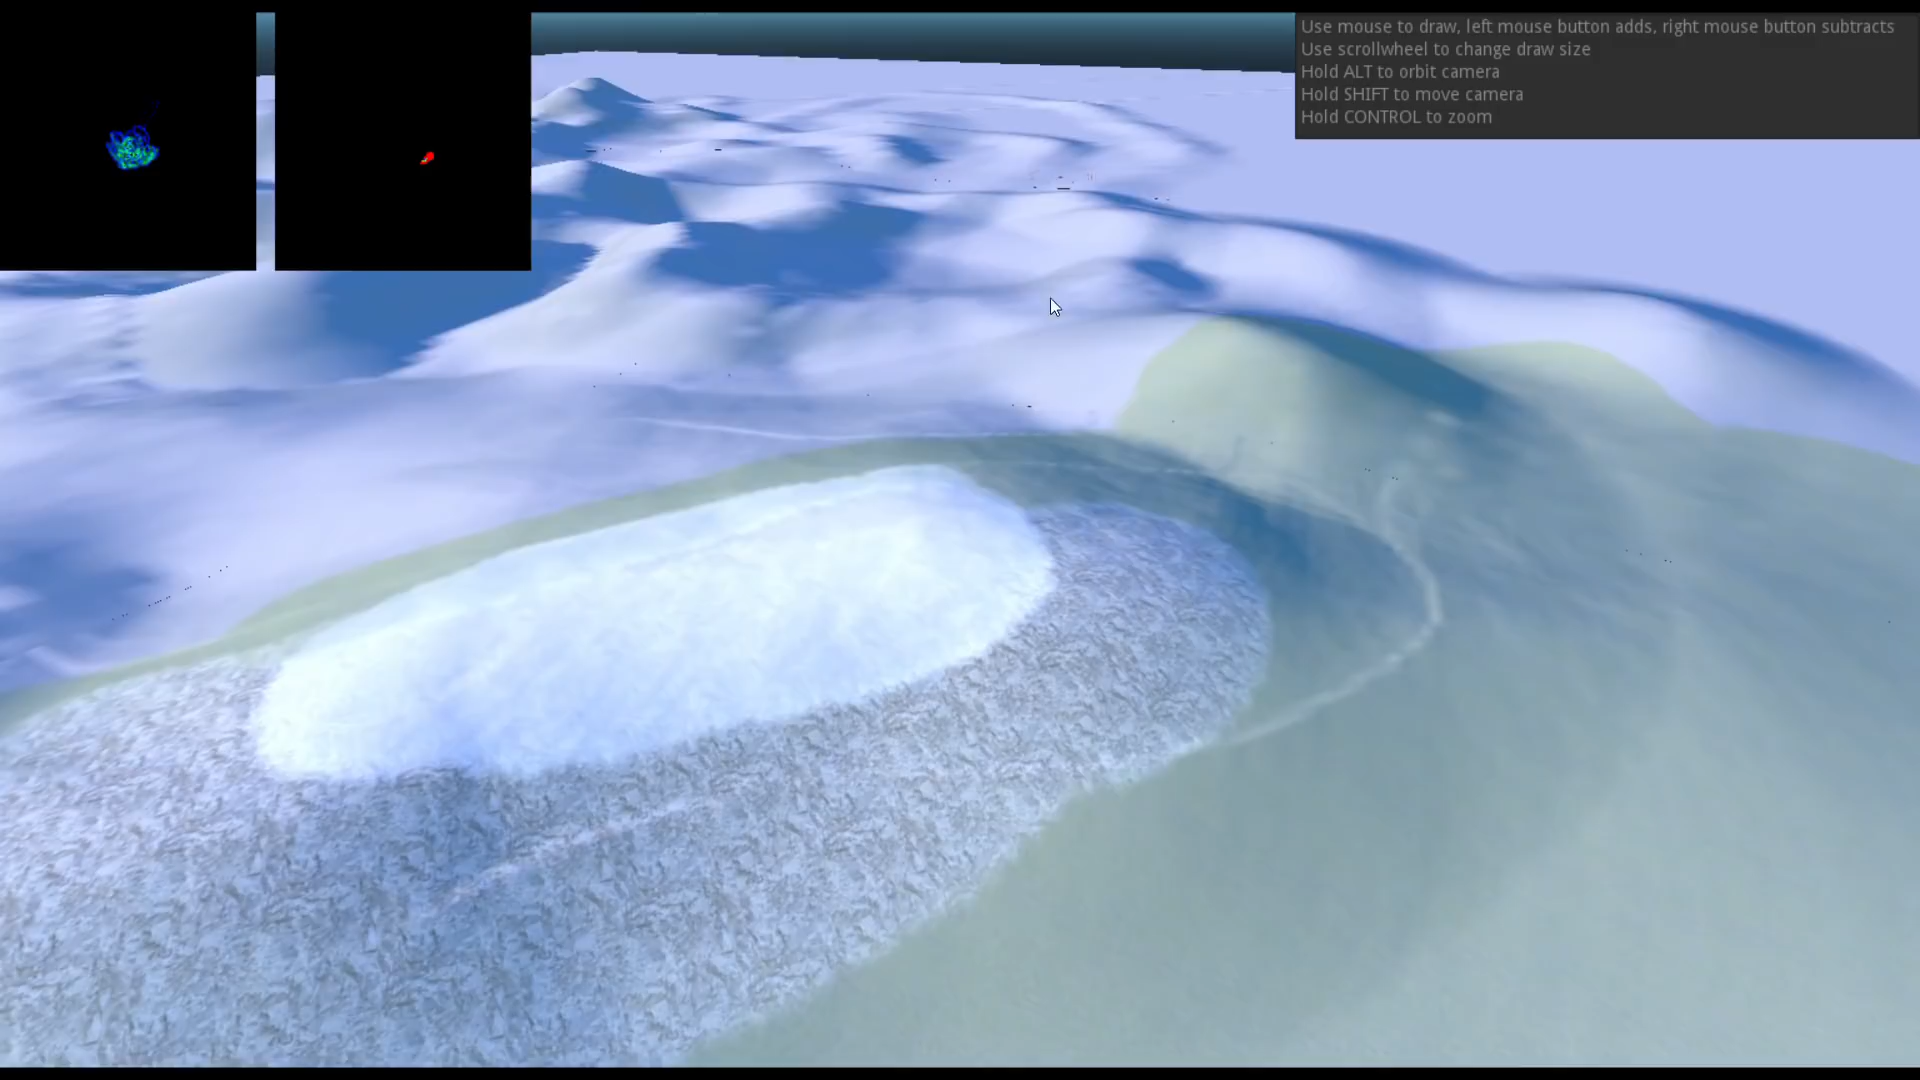 Use mouse to draw, left mouse button adds, right mouse button subtracts
Use scrollwheel to change draw size
Hold ALT to orbit camera
Hold SHIFT to move camera
Hold CONTROL to zoom